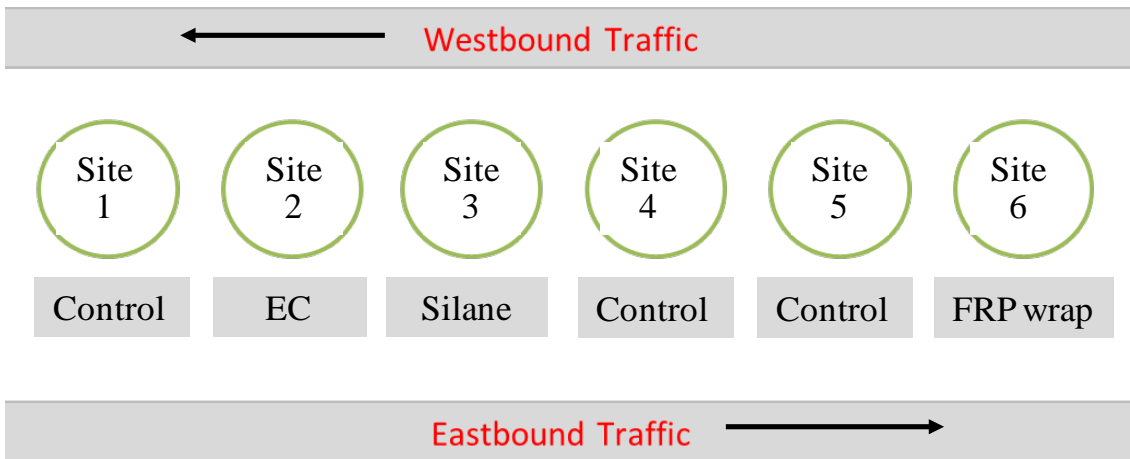 Westbound Traffic
Site
1
Site
2
Site
3
Site
4
Site
5
Site
6
Control
EC
Silane
Control
Control
FRP wrap
Eastbound Traffic